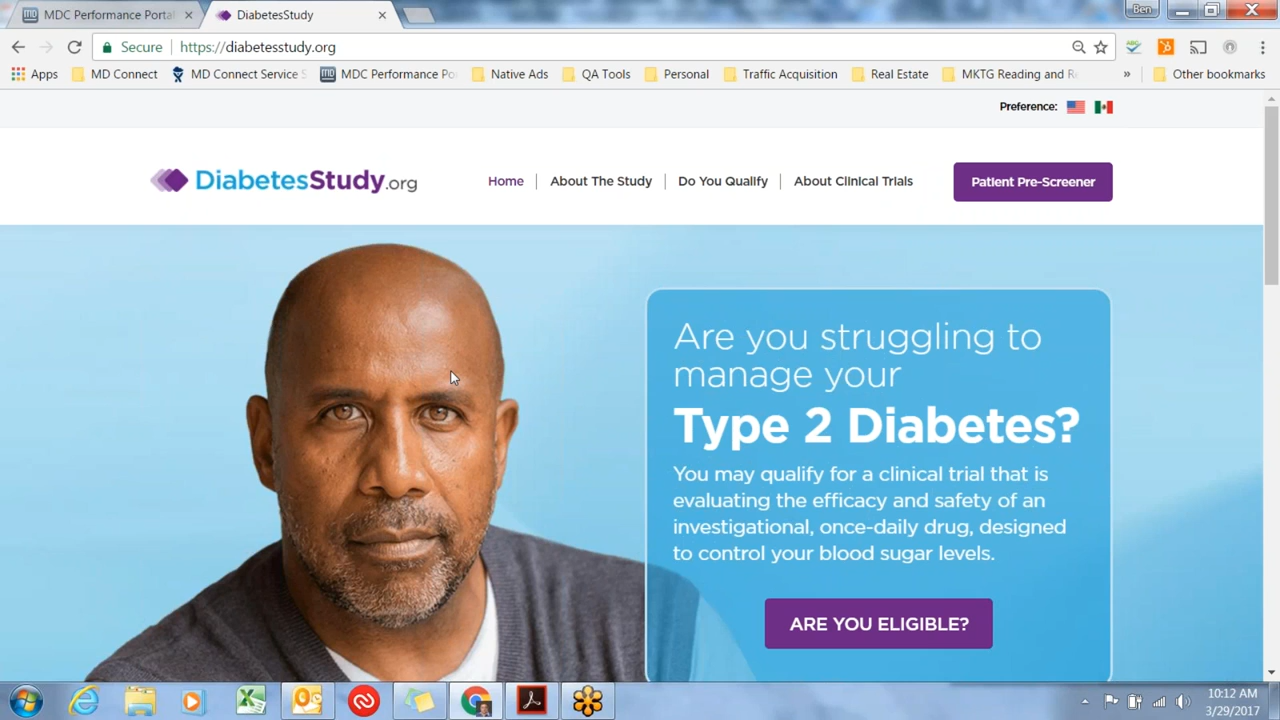 MDC Performance Portal
DiabetesStudy
Ben
Secure
https://diabetesstudy.org
Apps
MD Connect
MD Connect Service
MDC Performance Po
Native Ads
QA Tools
Personal
Traffic Acquisition
Real Estate
MKTG Reading and
»
Other bookmarks
Preference:
DiabetesStudy.org
Home
About The Study
Do You Qualify
About Clinical Trials
Patient Pre-Screener
Are you struggling to
manage your
Type 2 Diabetes?
You may qualify for a clinical trial that is
evaluating the efficacy and safety of an
investigational, once-daily drug, designed
to control your blood sugar levels.
ARE YOU ELIGIBLE?
10:12 AM
3/29/2017